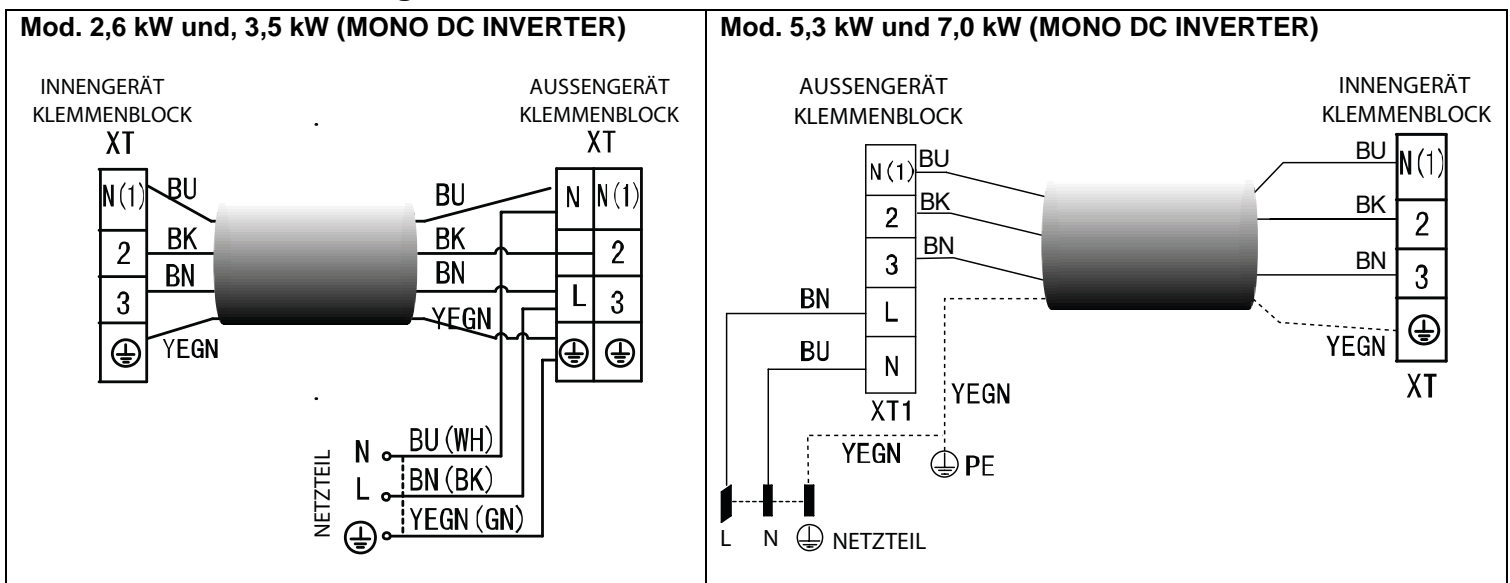 Mod. 2,6 kW und, 3,5 kW (MONO DC INVERTER)
INNENGERÄT
KLEMMENBLOCK
XT
AUSSENGERÄT
KLEMMENBLOCK
XT
N(1)
BU
BU
N
N(1)
2
BK
BK
2
3
BN
BN
L
3
YEGN
YEGN
NETZTEIL
N
BU(WH)
L
BN(BK)
YEGN(GN)
Mod. 5,3 kW und 7,0 kW (MONO DC INVERTER)
AUSSENGERÄT
KLEMMENBLOCK
INNENGERÄT
KLEMMENBLOCK
N(1)
BU
BU
N(1)
2
BK
BK
2
3
BN
BN
3
BN
L
BU
N
YEGN
XT
XT1
YEGN
YEGN
PE
L
N
NETZTEIL